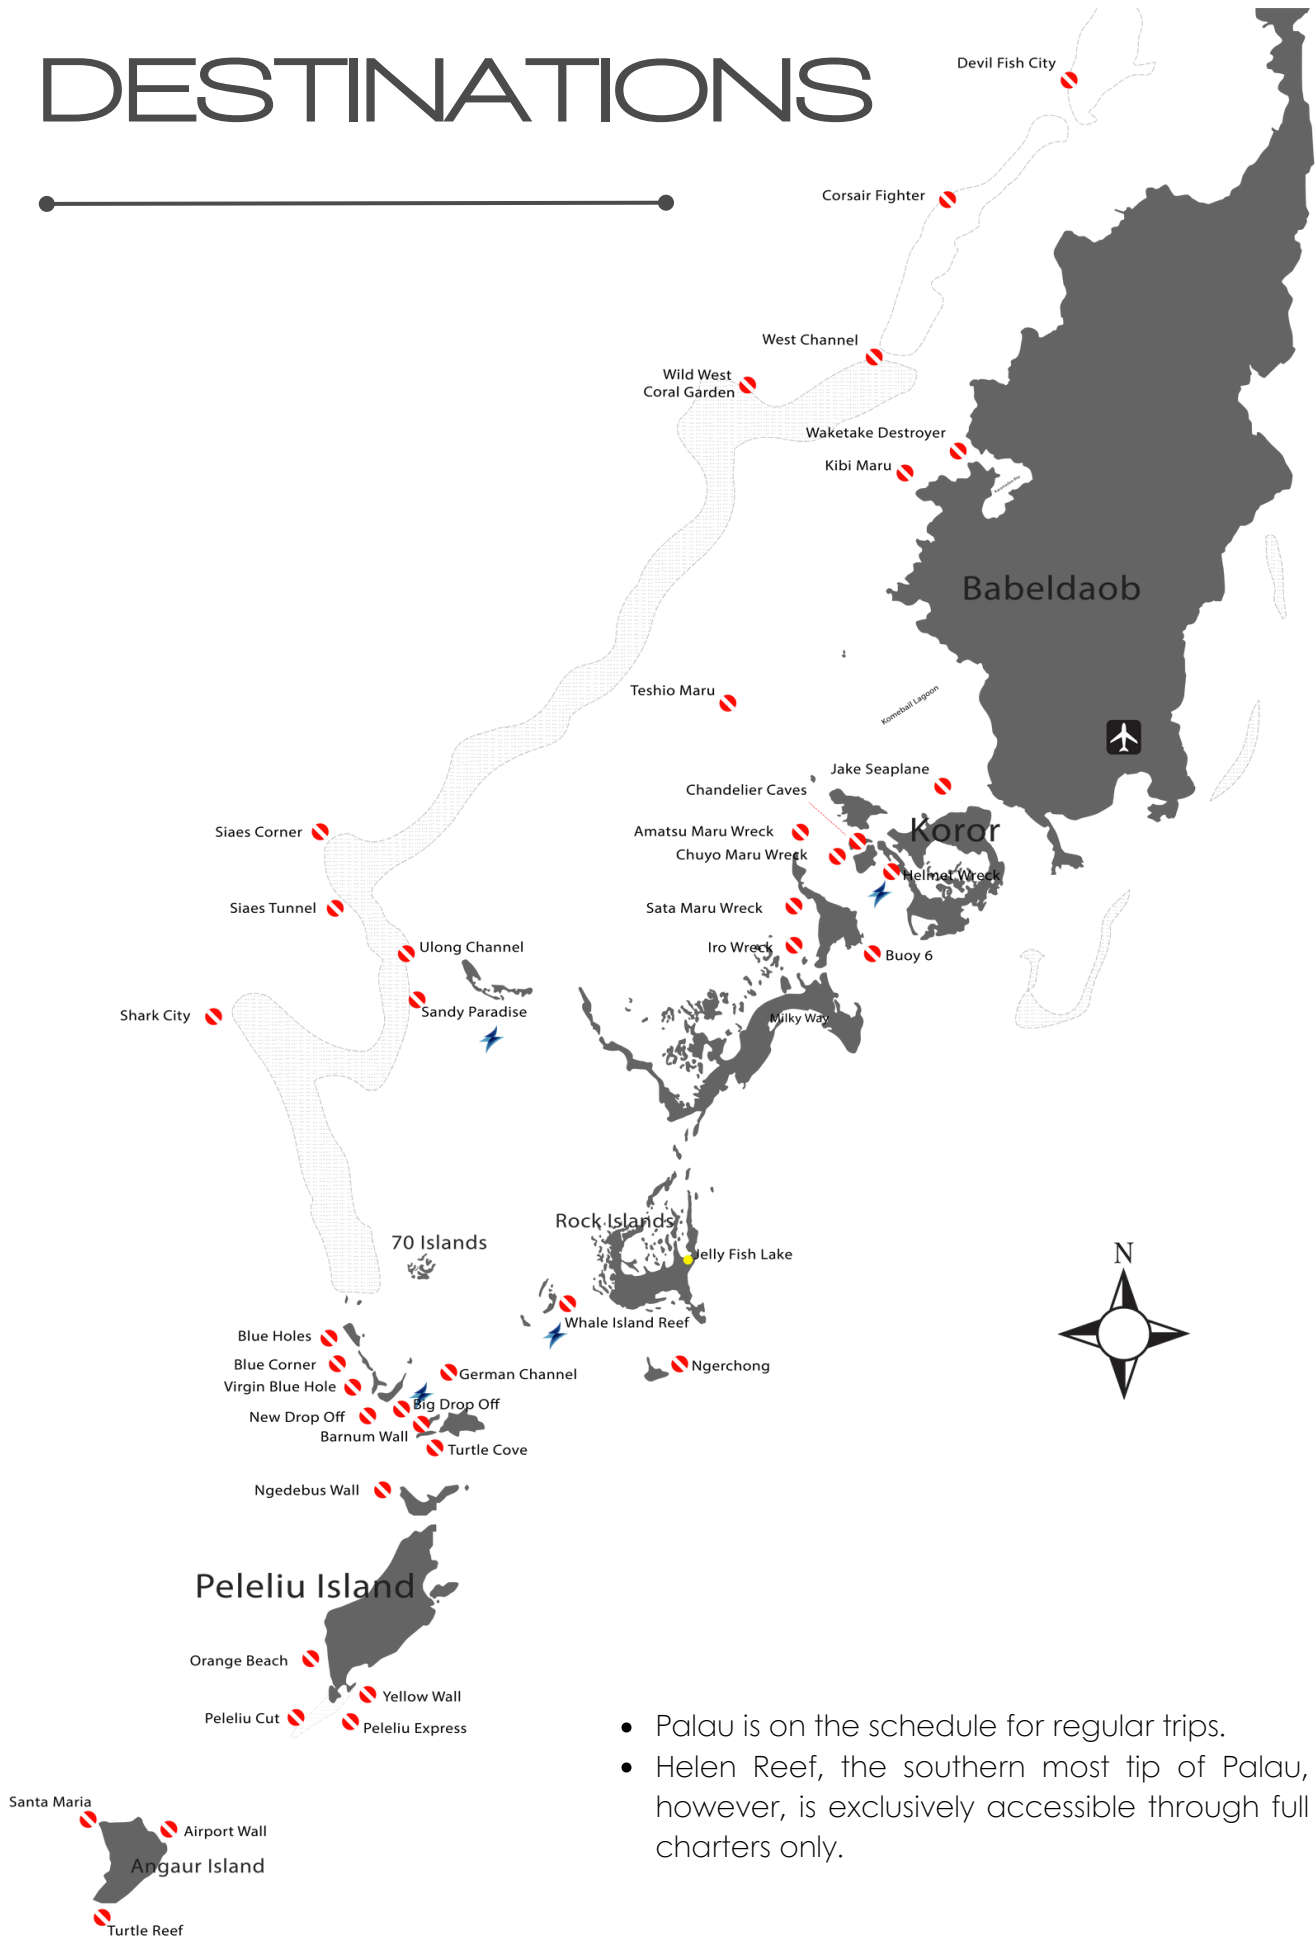 DESTINATIONS
Devil Fish City
Corsair Fighter
West Channel
Wild West
Coral Garden
Waketake Destroyer
Kibi Maru
Babeldaob
Teshio Maru
Komebail Lagoon
Jake Seaplane
Chandelier Caves
Siaes Corner
Amatsu Maru Wreck
Koror
Chuyo Maru Wreck
Helmet Wreck
Siaes Tunnel
Sata Maru Wreck
Ulong Channel
Iro Wreck
Buoy 6
Shark City
Sandy Paradise
Milky Way
Rock Islands
70 Islands
Jelly Fish Lake
N
Whale Island Reef
Blue Holes
Blue Corner
Ngerchong
German Channel
Virgin Blue Hole
Big Drop Off
New Drop Off
Barnum Wall
Turtle Cove
Ngedebus Wall
Peleliu Island
Orange Beach
Yellow Wall
Peleliu Cut
Peleliu Express
• Palau is on the schedule for regular trips.
• Helen Reef, the southern most tip of Palau,
however, is exclusively accessible through full
charters only.
Santa Maria
Airport Wall
Angaur Island
Turtle Reef